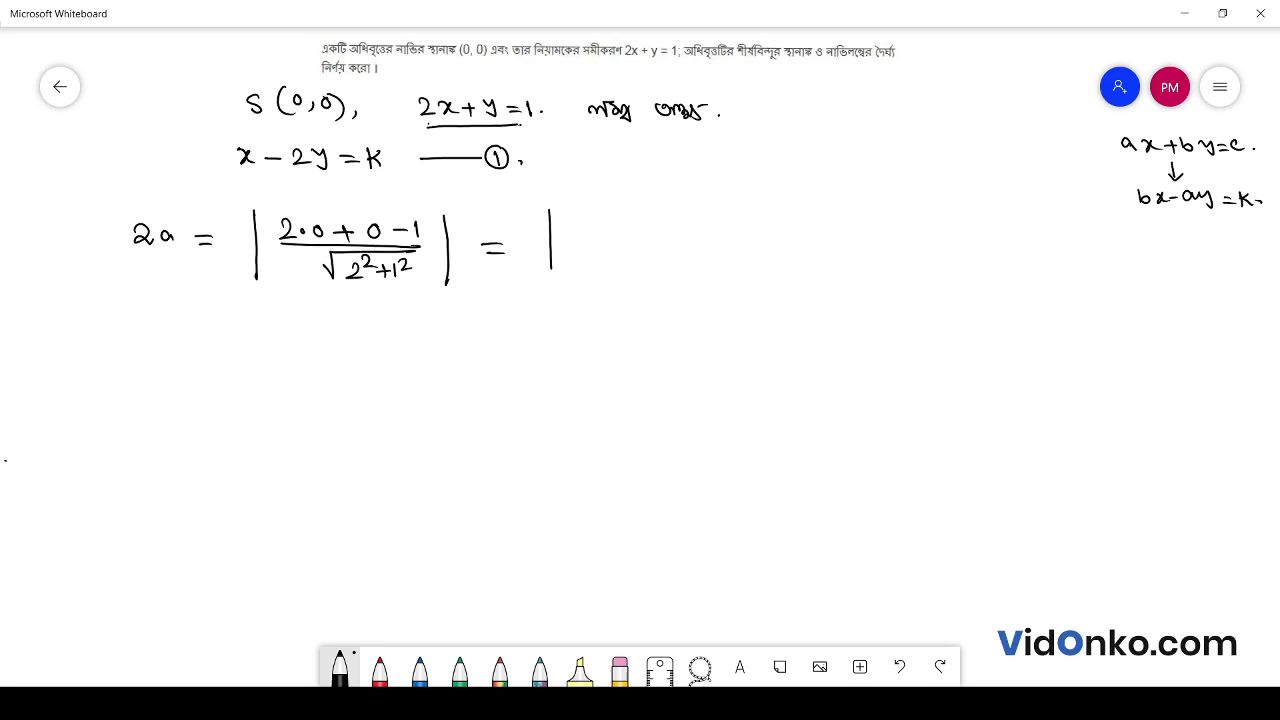 Microsoft Whiteboard
একটি অধিবৃত্তের নাভির স্থানাঙ্ক (0, 0) এবং তার নিয়ামকের সমীকরণ 2x + y = 1; অধিবৃত্তটির শীর্ষবিন্দুর স্থানাঙ্ক ও নাভিলম্বের দৈর্ঘ্য
নির্ণয় করো ।
PM
S (0,0), 2x+y=1. লম্ব অক্ষ.
x - 2y = k ——— ①.
ax+by=c.
↓
bx-ay=k.
2a = | (2·0 + 0 - 1) / √(2²+1²) | = |
A
VidOnko.com